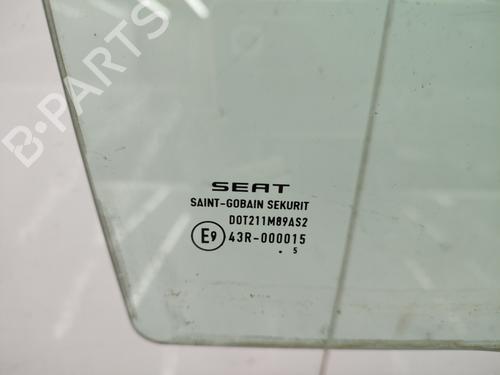 B-PARTS
SEAT
SAINT-GOBAIN SEKURIT
DOT211M89AS2
E9 43R-000015
. 5